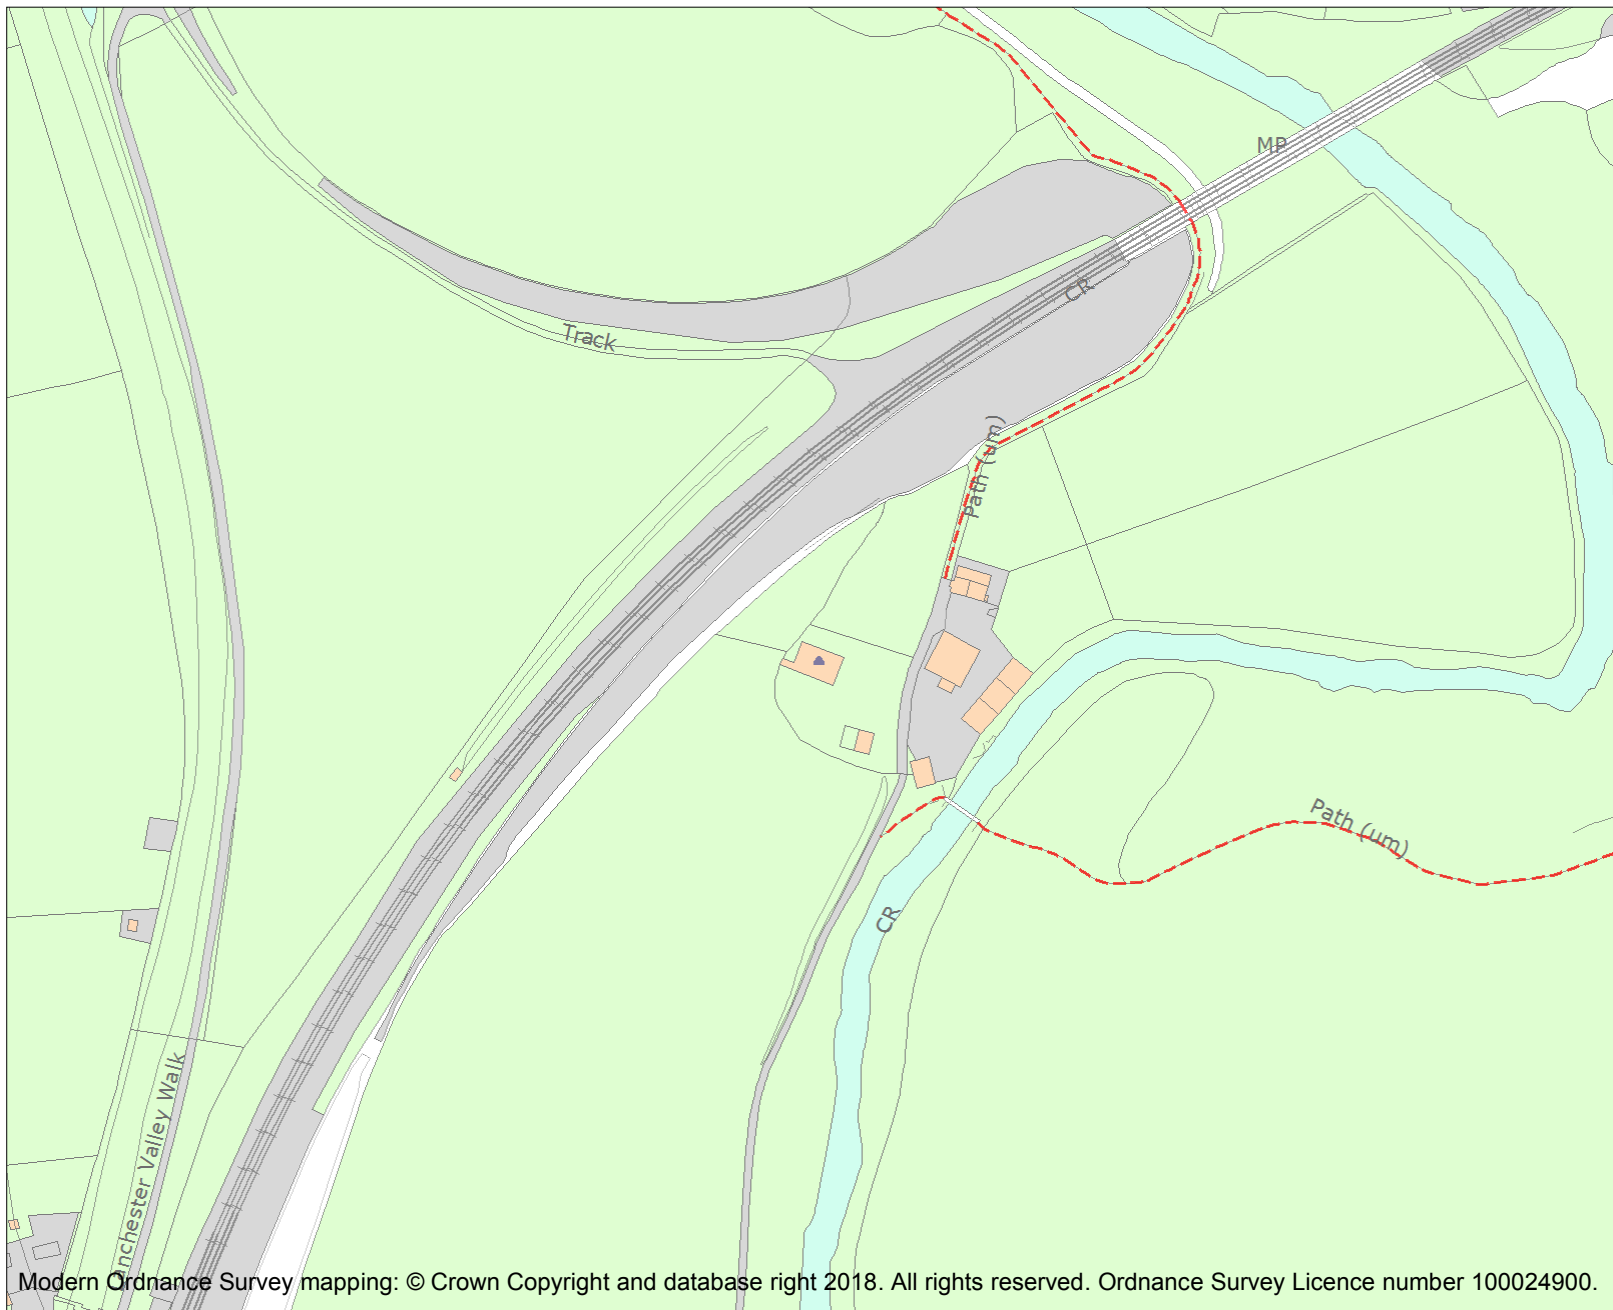 MP
CR
Track
Path (um)
Path (um)
CR
anchester Valley Walk
Modern Ordnance Survey mapping: © Crown Copyright and database right 2018. All rights reserved. Ordnance Survey Licence number 100024900.